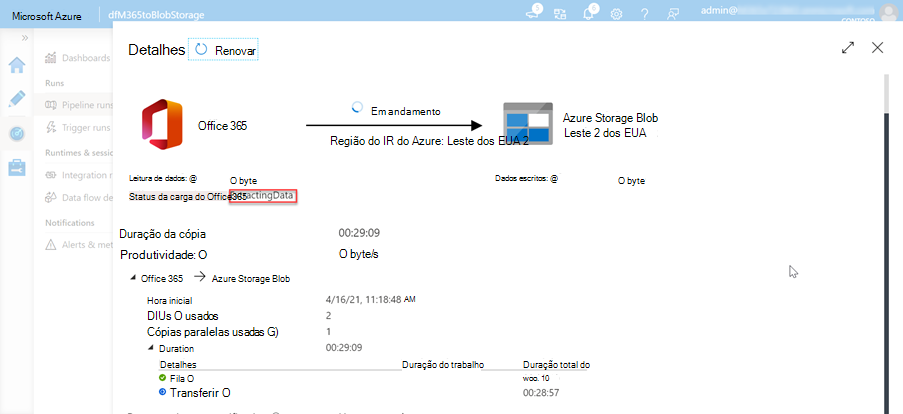 Microsoft Azure
dfM365toBlobStorage
5
6
admin@
CONTOSO
»
Dashboards
Runs
Pipeline runs
Trigger runs
Runtimes & sessi
Integration r
Data flow de
Notifications
Alerts & met
Detalhes
Renovar
Office 365
Em andamento
Região do IR do Azure: Leste dos EUA 2
Azure Storage Blob
Leste 2 dos EUA
Leitura de dados: @
O byte
Dados escritos: @
O byte
Status da carga do Office365
ExtractingData
Duração da cópia
00:29:09
Produtividade: O
O byte/s
Office 365 → Azure Storage Blob
Hora inicial
4/16/21, 11:18:48 AM
DIUs O usados
2
Cópias paralelas usadas G)
1
Duration
00:29:09
Detalhes
Duração do trabalho
Duração total do
Fila O
woo. 10
Transferir O
00:28:57